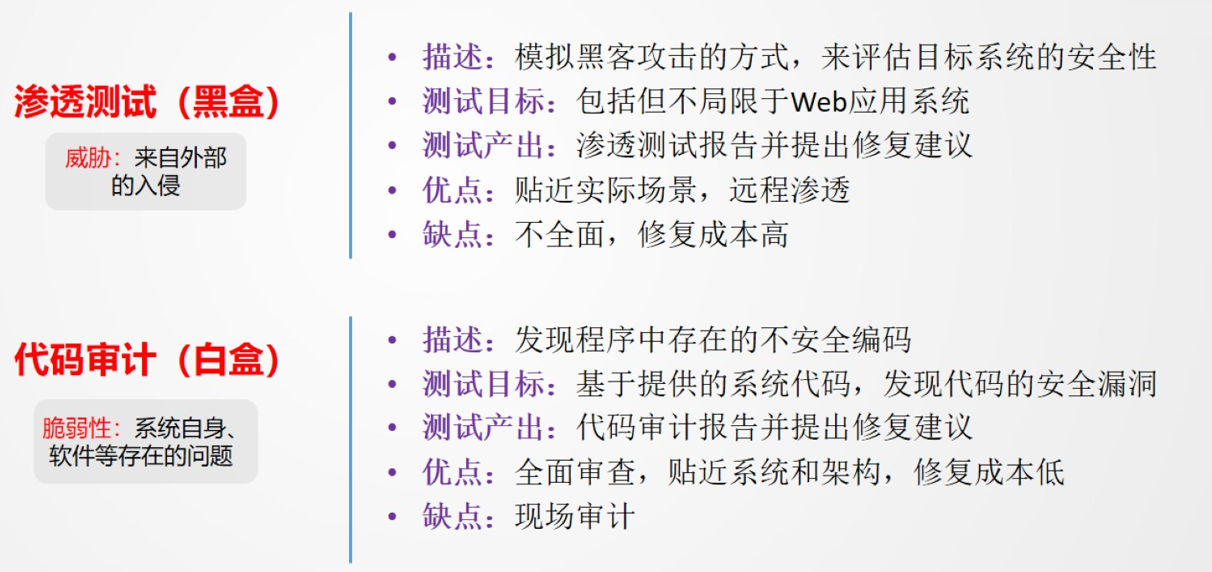 渗透测试（黑盒）
威胁：来自外部
的入侵
• 描述：模拟黑客攻击的方式，来评估目标系统的安全性
• 测试目标：包括但不局限于Web应用系统
• 测试产出：渗透测试报告并提出修复建议
• 优点：贴近实际场景，远程渗透
• 缺点：不全面，修复成本高
代码审计（白盒）
脆弱性：系统自身、
软件等存在的问题
• 描述：发现程序中存在的不安全编码
• 测试目标：基于提供的系统代码，发现代码的安全漏洞
• 测试产出：代码审计报告并提出修复建议
• 优点：全面审查，贴近系统和架构，修复成本低
• 缺点：现场审计